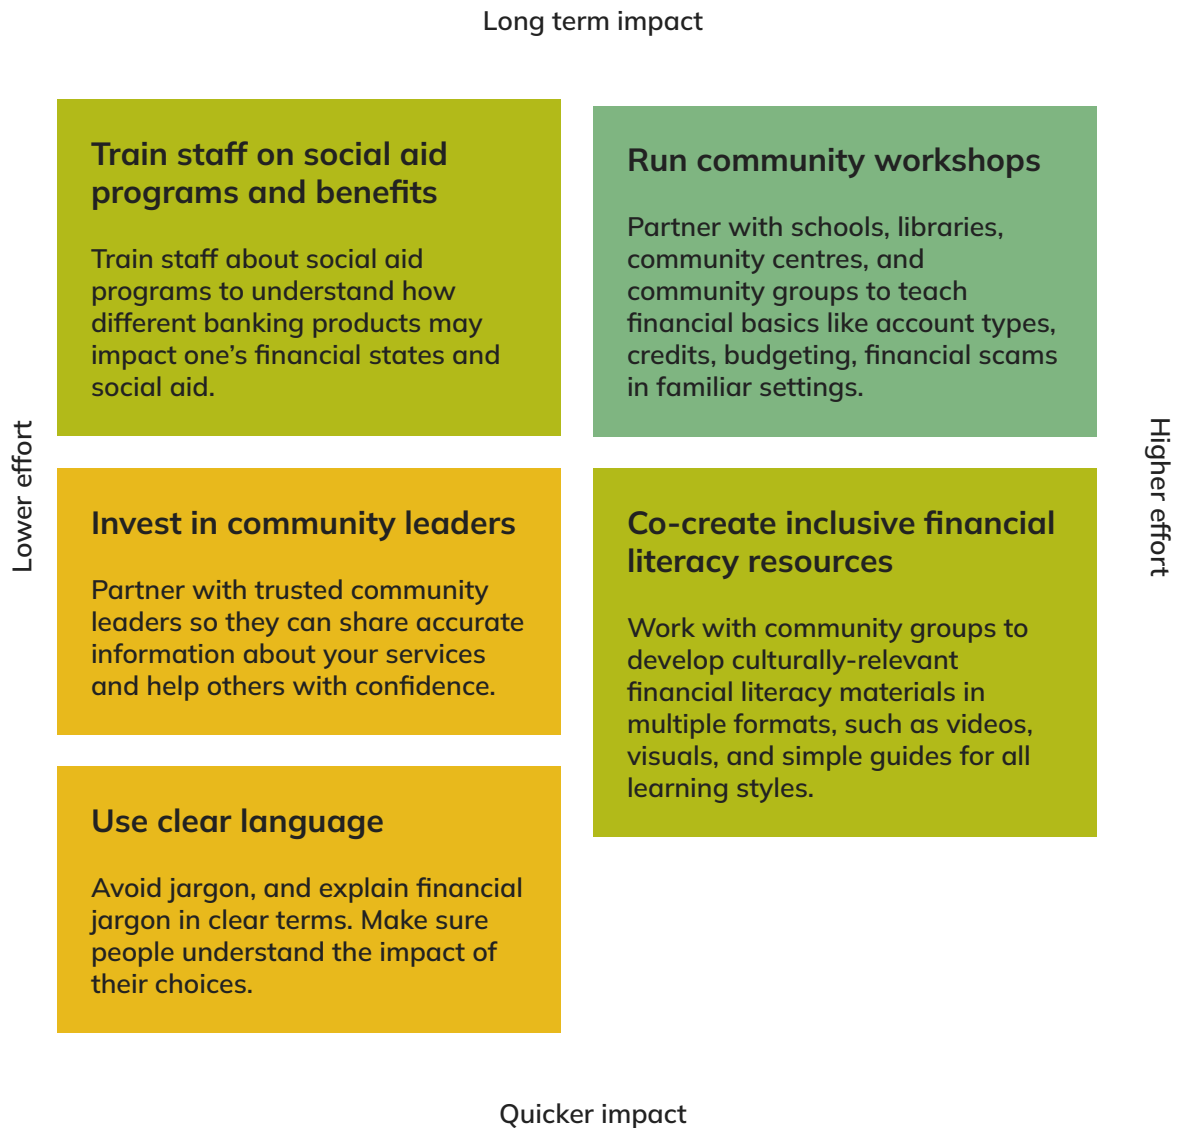 Long term impact
Train staff on social aid
programs and benefits
Train staff about social aid
programs to understand how
different banking products may
impact one’s financial states and
social aid.
Run community workshops
Partner with schools, libraries,
community centres, and
community groups to teach
financial basics like account types,
credits, budgeting, financial scams
in familiar settings.
Lower effort
Higher effort
Invest in community leaders
Partner with trusted community
leaders so they can share accurate
information about your services
and help others with confidence.
Co-create inclusive financial
literacy resources
Work with community groups to
develop culturally-relevant
financial literacy materials in
multiple formats, such as videos,
visuals, and simple guides for all
learning styles.
Use clear language
Avoid jargon, and explain financial
jargon in clear terms. Make sure
people understand the impact of
their choices.
Quicker impact